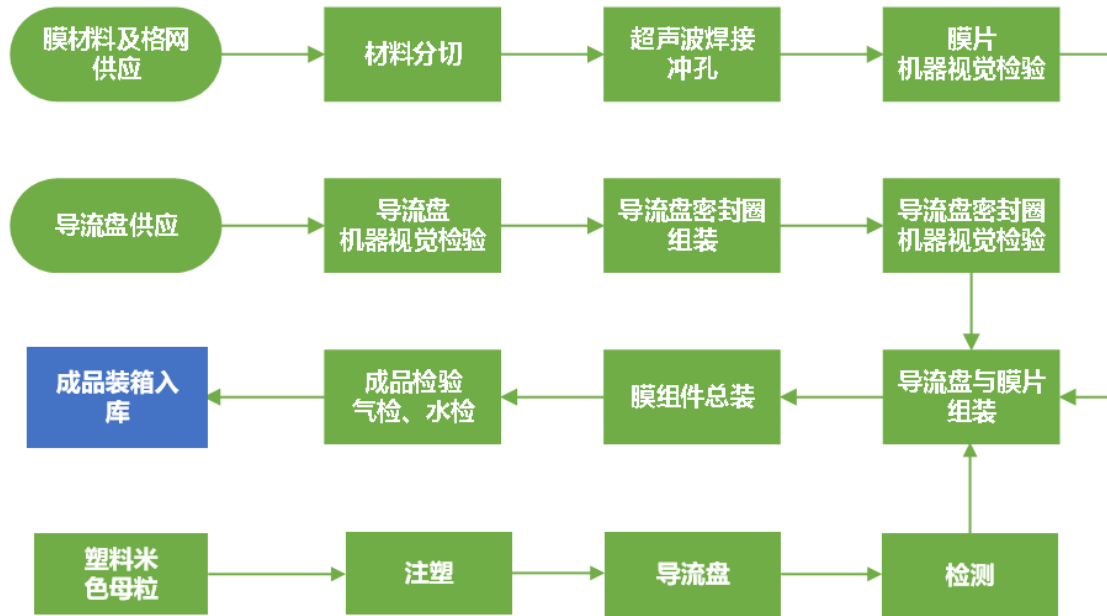 膜材料及格网
供应
材料分切
超声波焊接
冲孔
膜片
机器视觉检验
导流盘供应
导流盘
机器视觉检验
导流盘密封圈
组装
导流盘密封圈
机器视觉检验
成品装箱入
库
成品检验
气检、水检
膜组件总装
导流盘与膜片
组装
塑料米
色母粒
注塑
导流盘
检测